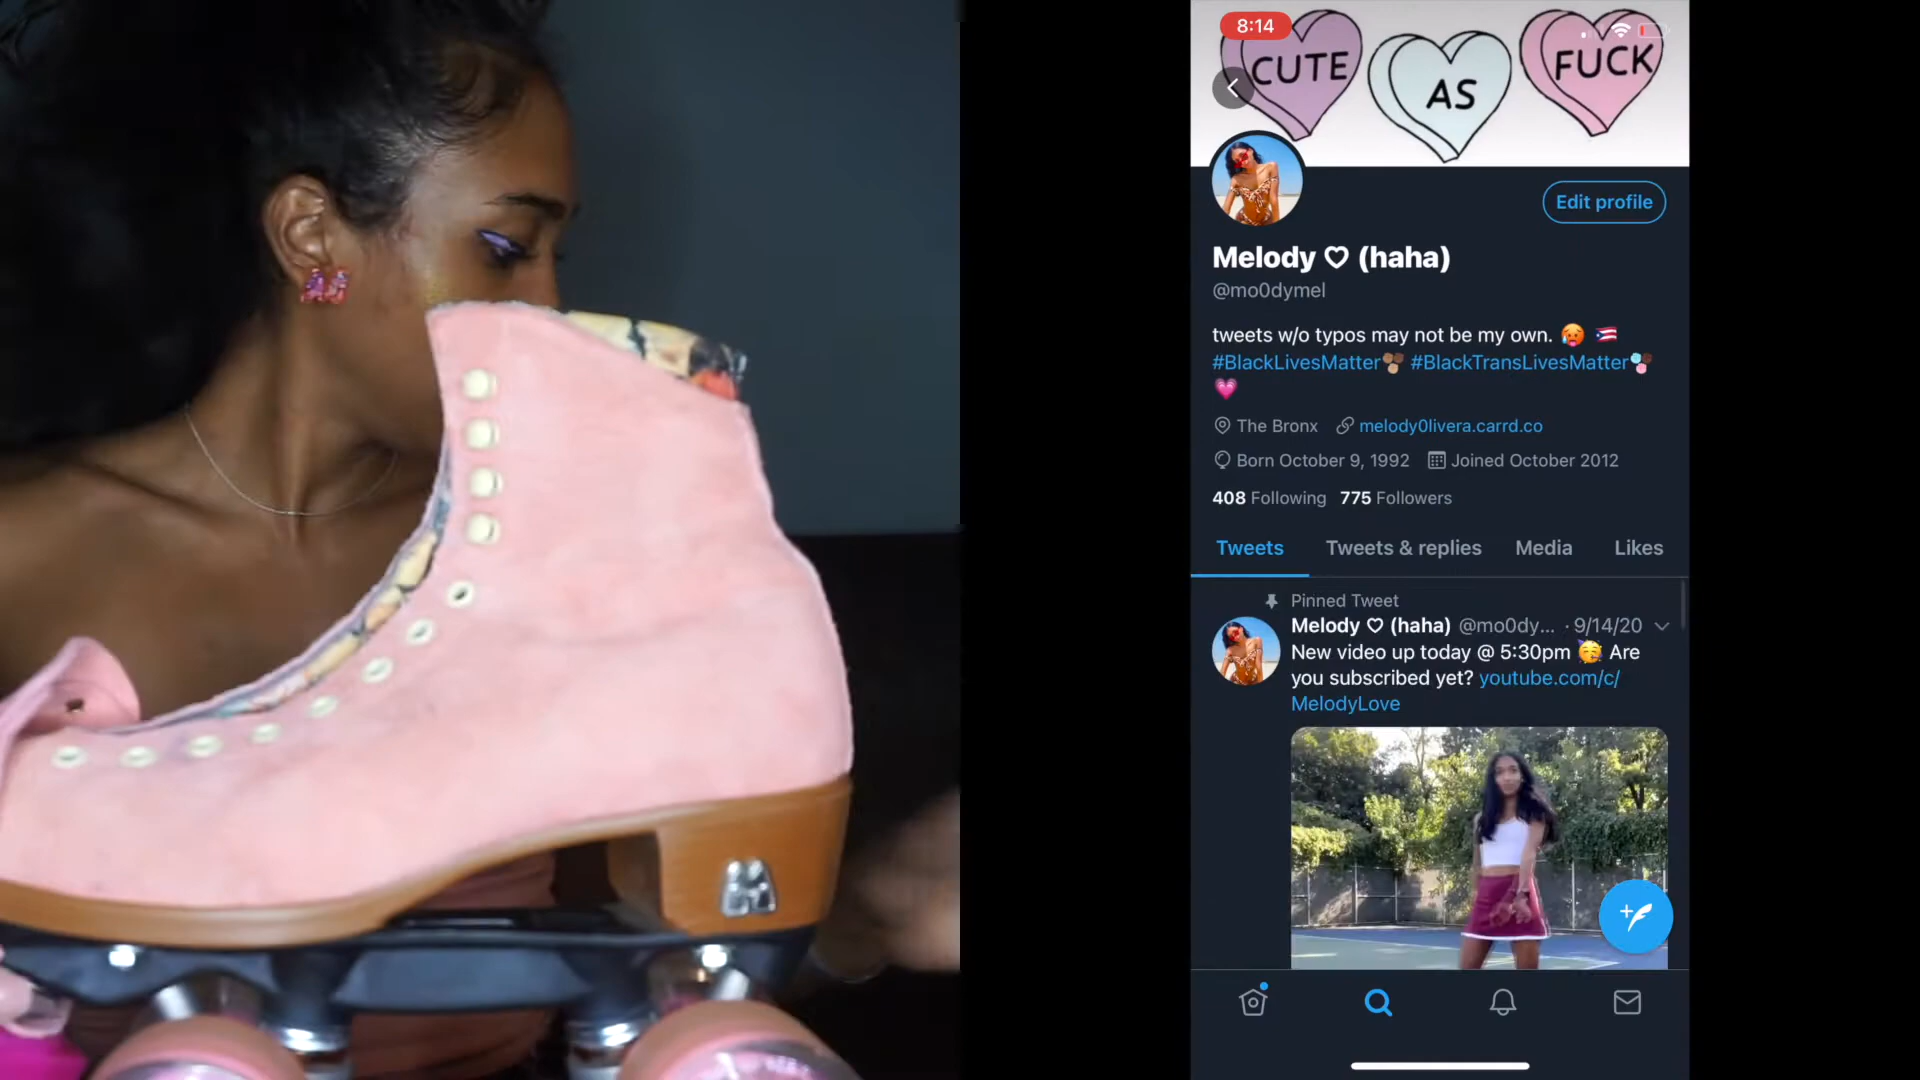 8:14
CUTE
AS
FUCK
Edit profile
Melody ♡ (haha)
@mo0dymel
tweets w/o typos may not be my own. 🥵 🇵🇷
#BlackLivesMatter #BlackTransLivesMatter
💗
The Bronx melody0livera.carrd.co
Born October 9, 1992 Joined October 2012
408 Following 775 Followers
Tweets Tweets & replies Media Likes
Pinned Tweet
Melody ♡ (haha) @mo0dy... · 9/14/20
New video up today @ 5:30pm 🥳 Are
you subscribed yet? youtube.com/c/
MelodyLove